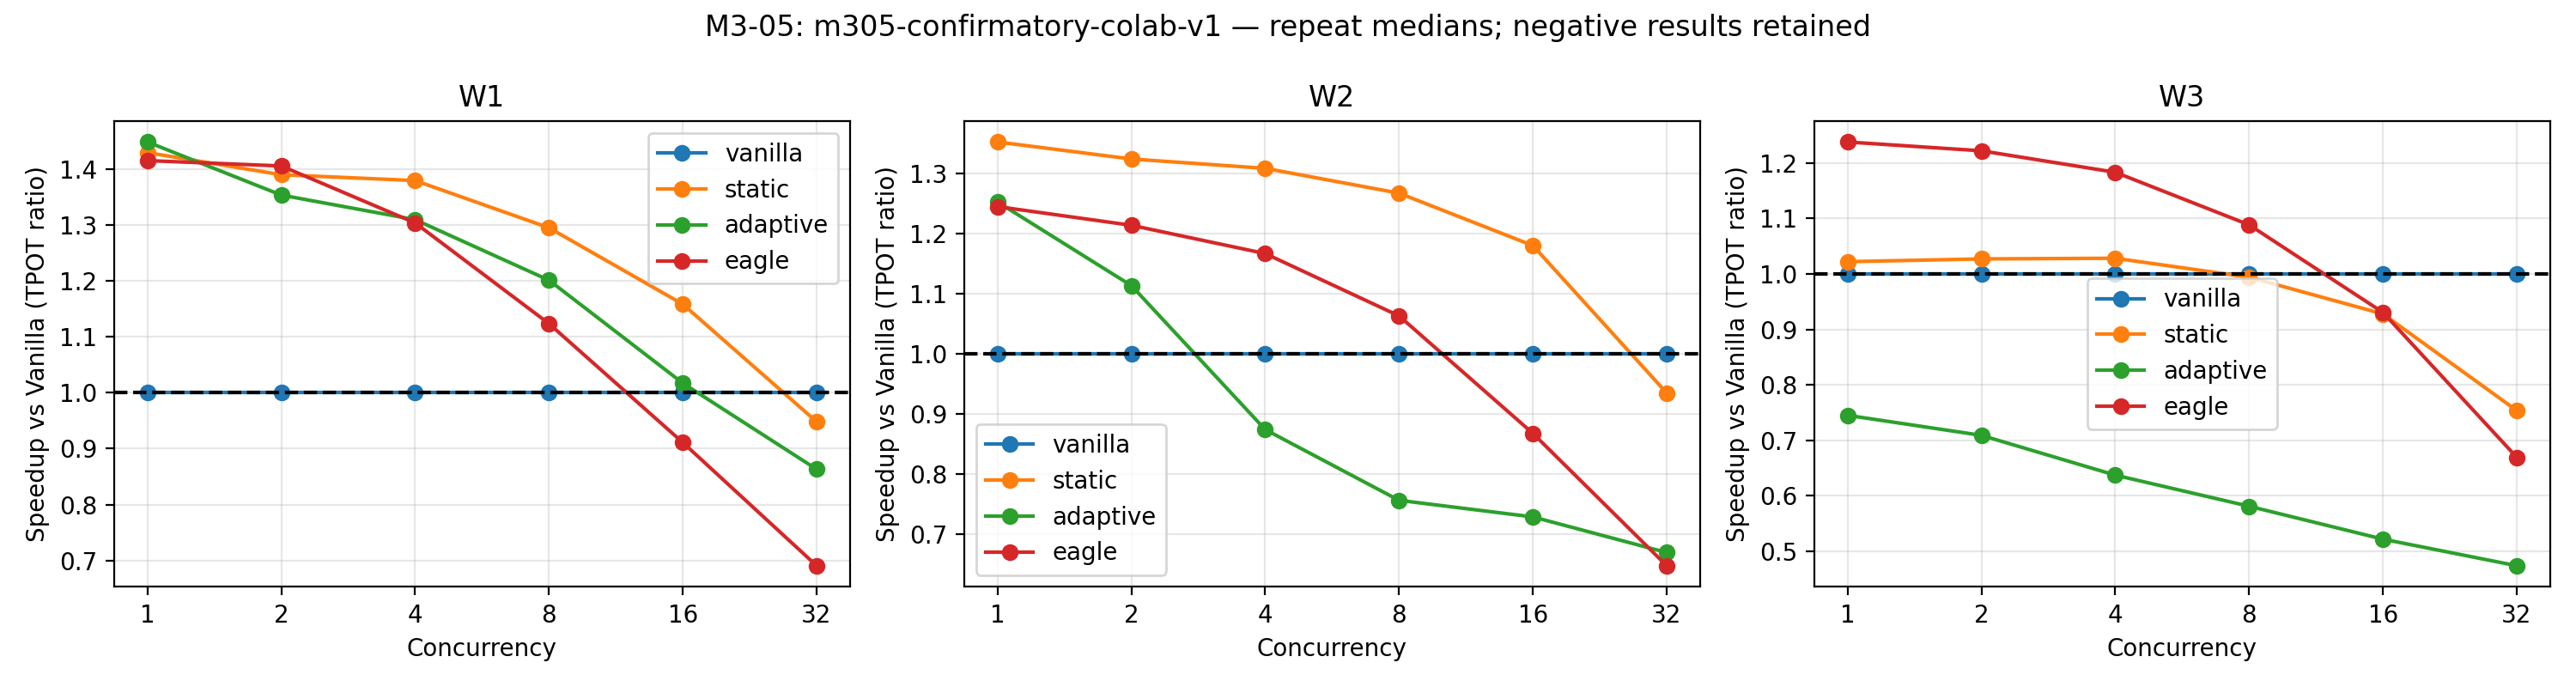 M3-05: m305-confirmatory-colab-v1 — repeat medians; negative results retained
W1
Speedup vs Vanilla (TPOT ratio)
1.4
1.3
1.2
1.1
1.0
0.9
0.8
0.7
vanilla
static
adaptive
eagle
1 2 4 8 16 32
Concurrency
W2
Speedup vs Vanilla (TPOT ratio)
1.3
1.2
1.1
1.0
0.9
0.8
0.7
vanilla
static
adaptive
eagle
1 2 4 8 16 32
Concurrency
W3
Speedup vs Vanilla (TPOT ratio)
1.2
1.1
1.0
0.9
0.8
0.7
0.6
0.5
vanilla
static
adaptive
eagle
1 2 4 8 16 32
Concurrency